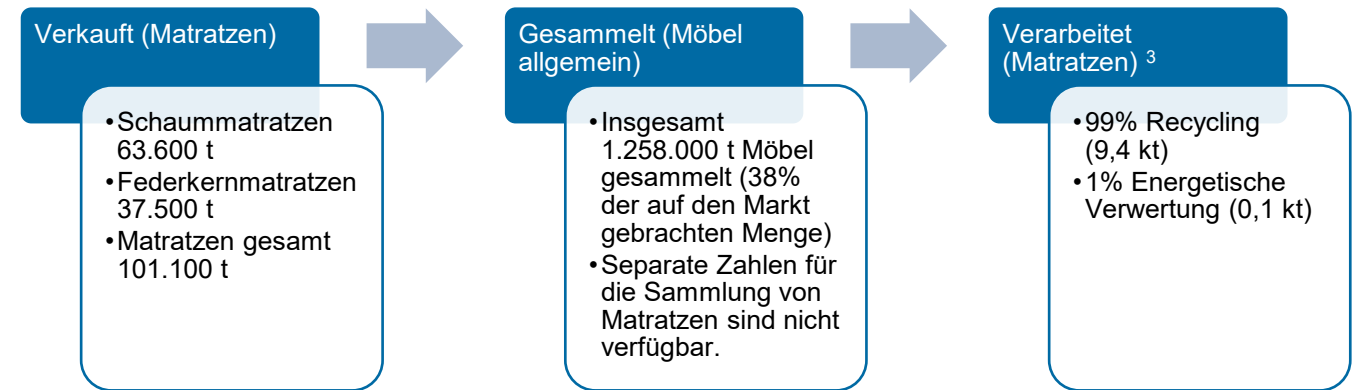 Verkauft (Matratzen)
•Schaummatratzen
63.600 t
•Federkernmatratzen
37.500 t
•Matratzen gesamt
101.100 t
Gesammelt (Möbel
allgemein)
•Insgesamt
1.258.000 t Möbel
gesammelt (38%
der auf den Markt
gebrachten Menge)
•Separate Zahlen für
die Sammlung von
Matratzen sind nicht
verfügbar.
Verarbeitet
(Matratzen) ³
•99% Recycling
(9,4 kt)
•1% Energetische
Verwertung (0,1 kt)